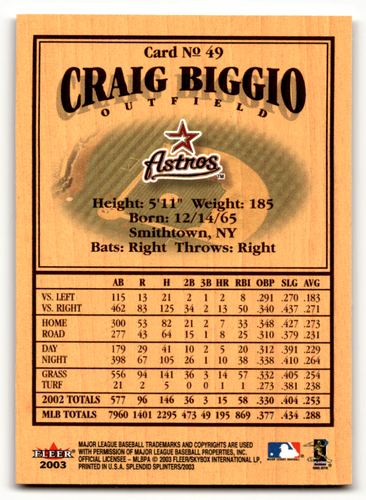 Card No 49
CRAIG BIGGIO
OUTFIELD
Astros
Height: 5'11" Weight: 185
Born: 12/14/65
Smithtown, NY
Bats: Right Throws: Right
AB R H 2B 3B HR RBI OBP SLG AVG
VS. LEFT 115 13 21 2 1 2 8 .291 .270 .183
VS. RIGHT 462 83 125 34 2 13 50 .340 .437 .271
HOME 300 53 82 21 2 7 33 .348 .427 .273
ROAD 277 43 64 15 1 8 25 .310 .379 .231
DAY 179 29 41 10 2 5 20 .312 .391 .229
NIGHT 398 67 105 26 1 10 38 .338 .410 .264
GRASS 556 94 141 36 3 14 57 .332 .405 .254
TURF 21 2 5 0 0 1 1 .273 .381 .238
2002 TOTALS 577 96 146 36 3 15 58 .330 .404 .253
MLB TOTALS 7960 1401 2295 473 49 195 869 .377 .434 .288
FLEER
2003
MAJOR LEAGUE BASEBALL TRADEMARKS AND COPYRIGHTS ARE USED
WITH PERMISSION OF MAJOR LEAGUE BASEBALL PROPERTIES, INC.
OFFICIAL LICENSEE – MLBPA © 2003 FLEER/SKYBOX INTERNATIONAL LP.
PRINTED IN U.S.A. SPLENDID SPLINTERS/2003